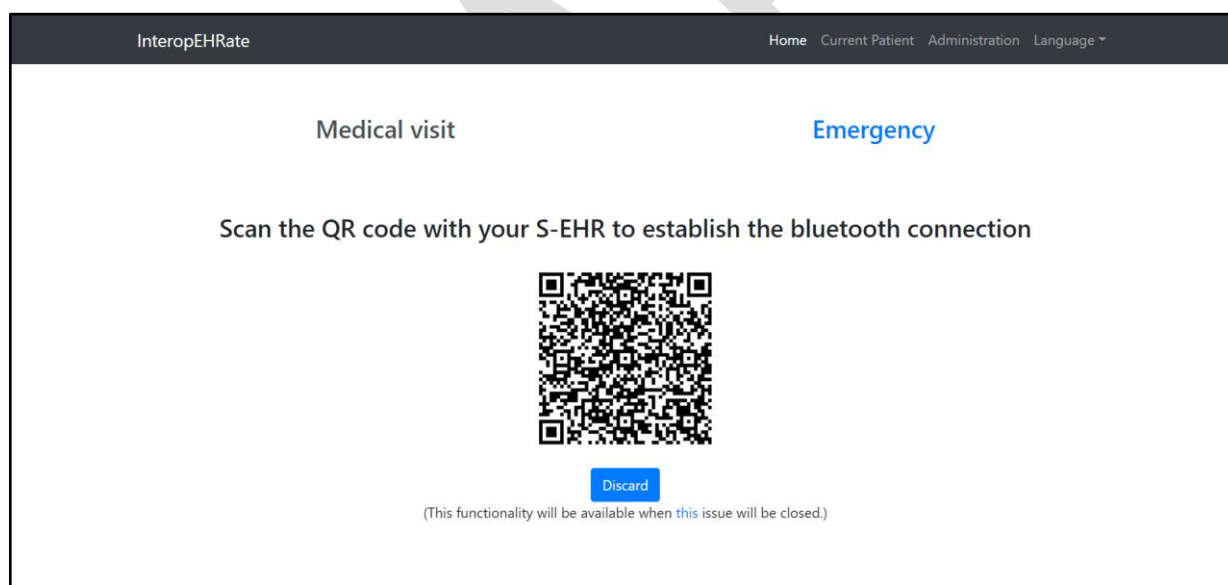 InteropEHRate
Home Current Patient Administration Language
Medical visit
Emergency
Scan the QR code with your S-EHR to establish the bluetooth connection
Discard
(This functionality will be available when this issue will be closed.)